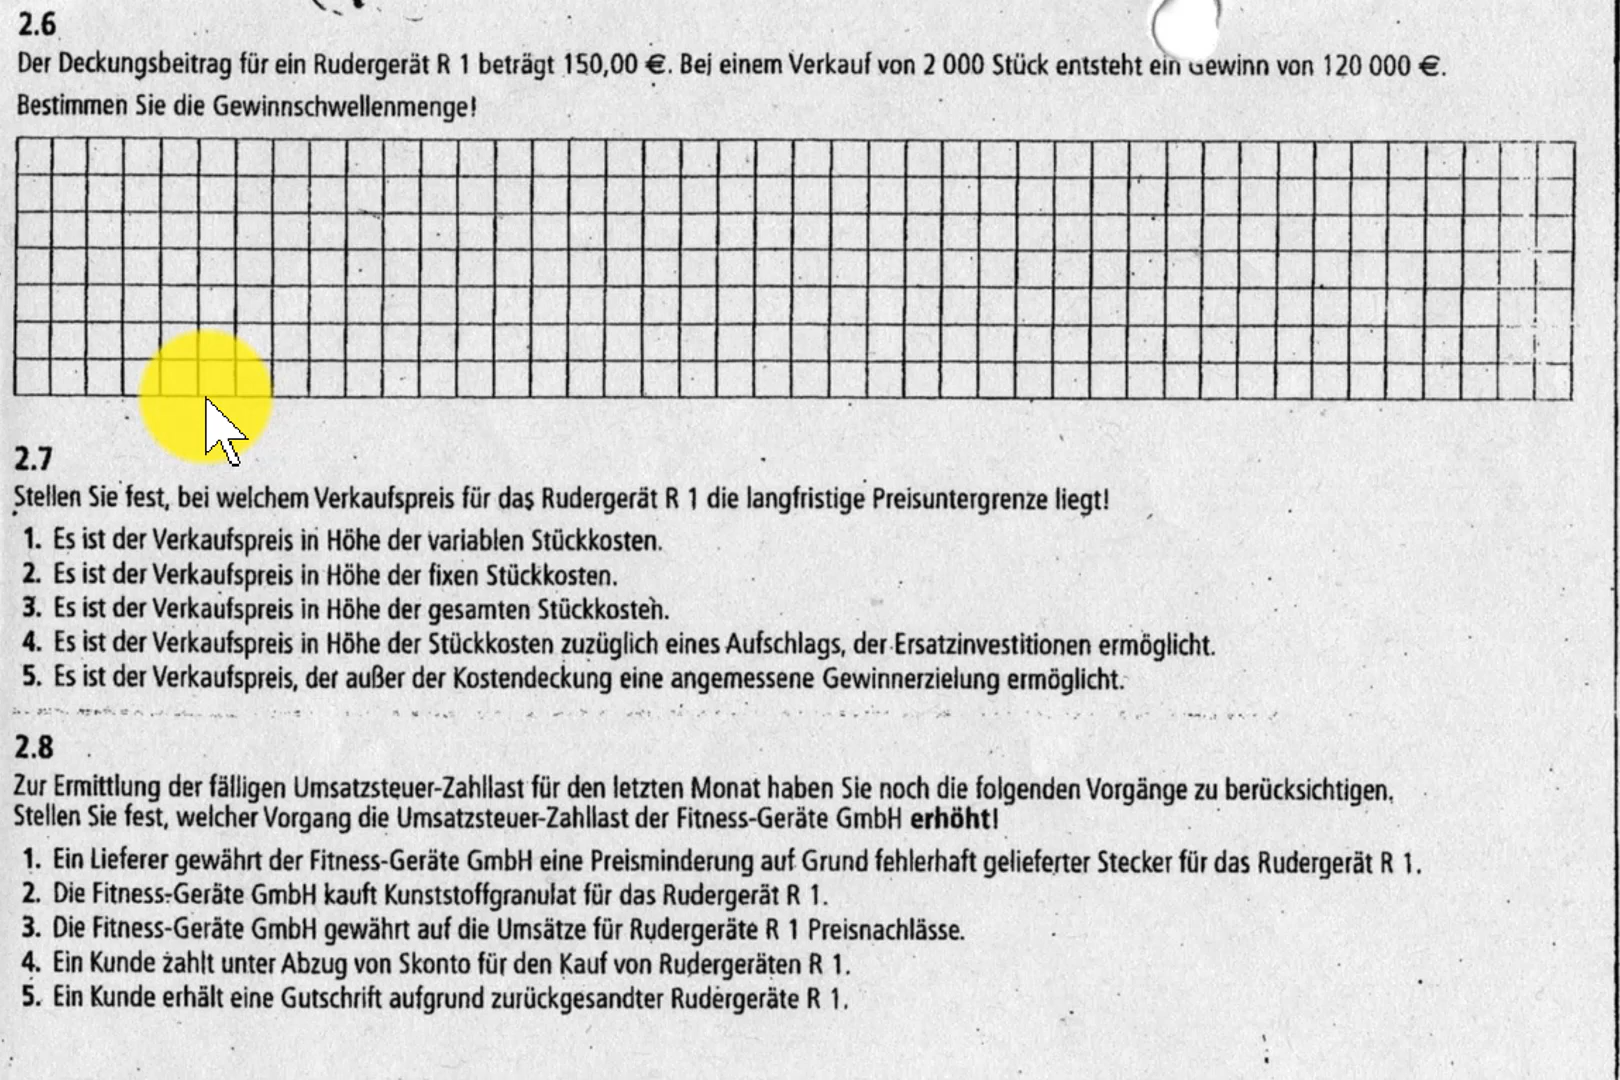 2.6
Der Deckungsbeitrag für ein Rudergerät R 1 beträgt 150,00 €. Bei einem Verkauf von 2 000 Stück entsteht ein Gewinn von 120 000 €.
Bestimmen Sie die Gewinnschwellenmenge!
2.7
Stellen Sie fest, bei welchem Verkaufspreis für das Rudergerät R 1 die langfristige Preisuntergrenze liegt!
1. Es ist der Verkaufspreis in Höhe der variablen Stückkosten.
2. Es ist der Verkaufspreis in Höhe der fixen Stückkosten.
3. Es ist der Verkaufspreis in Höhe der gesamten Stückkosten.
4. Es ist der Verkaufspreis in Höhe der Stückkosten zuzüglich eines Aufschlags, der Ersatzinvestitionen ermöglicht.
5. Es ist der Verkaufspreis, der außer der Kostendeckung eine angemessene Gewinnerzielung ermöglicht.
2.8
Zur Ermittlung der fälligen Umsatzsteuer-Zahllast für den letzten Monat haben Sie noch die folgenden Vorgänge zu berücksichtigen.
Stellen Sie fest, welcher Vorgang die Umsatzsteuer-Zahllast der Fitness-Geräte GmbH erhöht!
1. Ein Lieferer gewährt der Fitness-Geräte GmbH eine Preisminderung auf Grund fehlerhaft gelieferter Stecker für das Rudergerät R 1.
2. Die Fitness-Geräte GmbH kauft Kunststoffgranulat für das Rudergerät R 1.
3. Die Fitness-Geräte GmbH gewährt auf die Umsätze für Rudergeräte R 1 Preisnachlässe.
4. Ein Kunde zahlt unter Abzug von Skonto für den Kauf von Rudergeräten R 1.
5. Ein Kunde erhält eine Gutschrift aufgrund zurückgesandter Rudergeräte R 1.